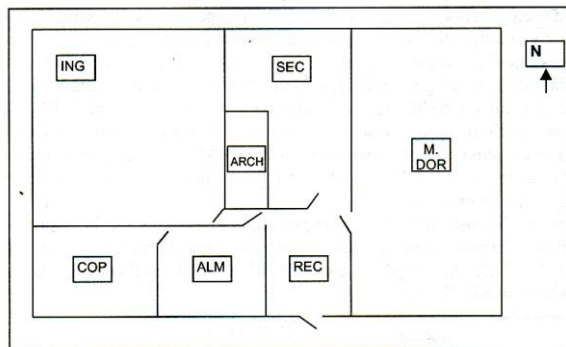 ING
SEC
N
ARCH
M.
DOR
COP
ALM
REC